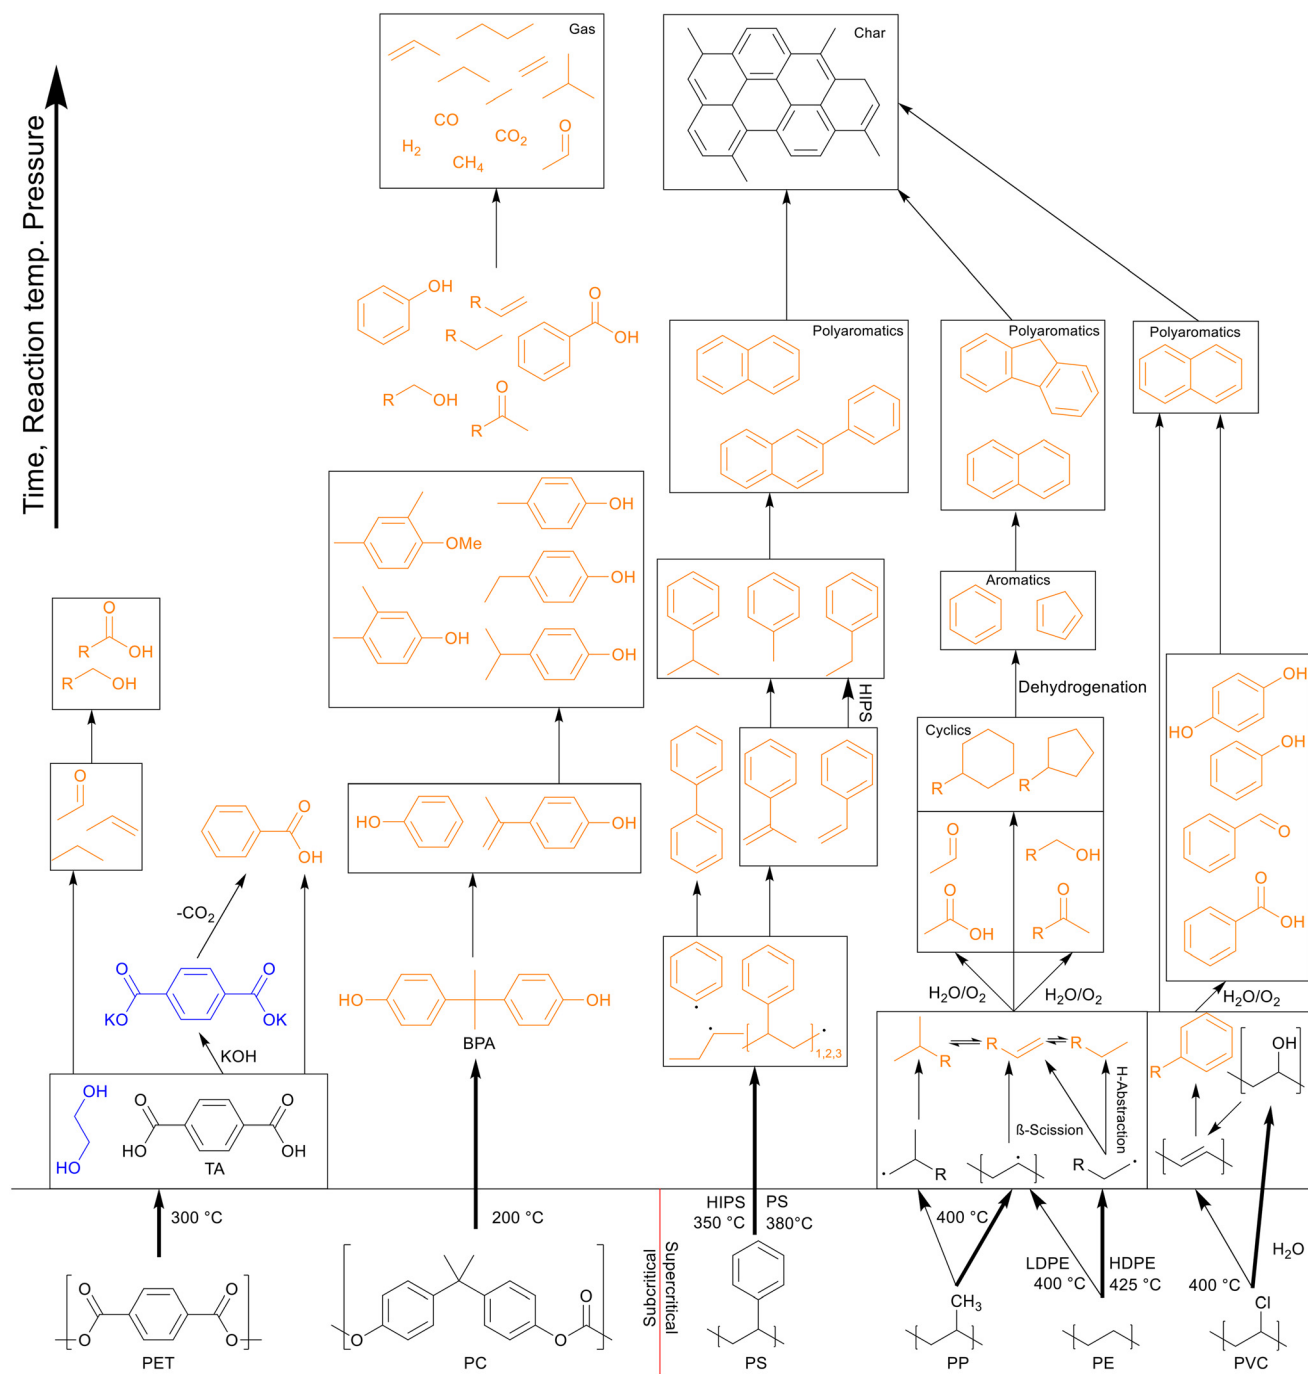 Time, Reaction temp. Pressure
Gas
CO
H2
CO2
CH4
O
Char
OH
R
O
R
OH
R
OH
O
R
Polyaromatics
Polyaromatics
Polyaromatics
OH
OMe
OH
OH
OH
O
R
OH
R
OH
Aromatics
HIPS
Dehydrogenation
Cyclics
R
R
OH
HO
OH
O
O
OH
O
O
OH
HO
OH
O
R
OH
O
OH
O
R
-CO2
O
O
KO
OK
KOH
HO
OH
BPA
1,2,3
H2O/O2
H2O/O2
H2O/O2
OH
HO
O
O
HO
OH
TA
R
R
R
ß-Scission
H-Abstraction
R
R
R
OH
300 °C
200 °C
HIPS
350 °C
PS
380°C
400 °C
LDPE
400 °C
HDPE
425 °C
400 °C
H2O
Subcritical
Supercritical
O
O
O
O
PET
O
O
O
PC
PS
CH3
PP
PE
Cl
PVC